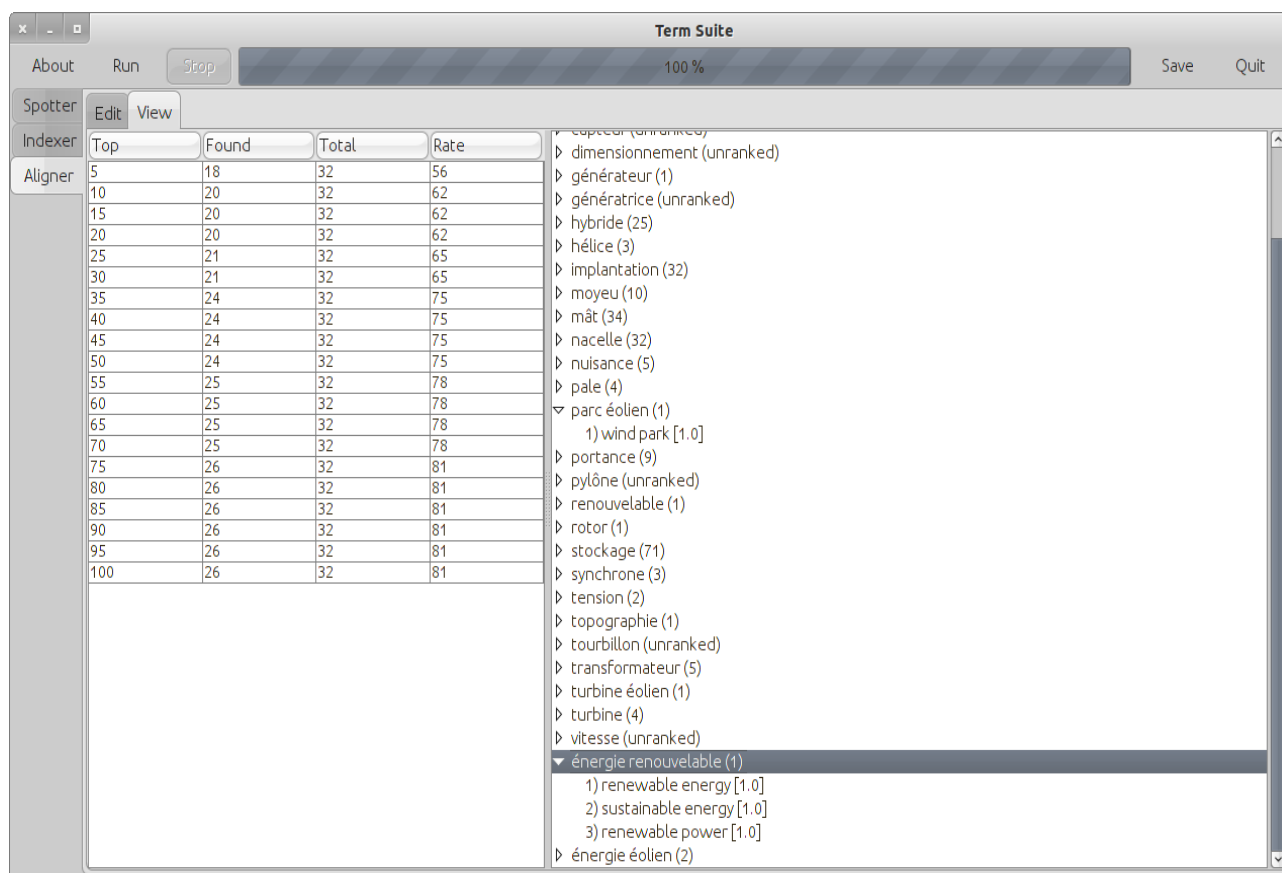 x - ¤ Term Suite
About Run Stop 100 % Save Quit
Spotter
Indexer
Aligner
Edit View
Top Found Total Rate
5 18 32 56
10 20 32 62
15 20 32 62
20 20 32 62
25 21 32 65
30 21 32 65
35 24 32 75
40 24 32 75
45 24 32 75
50 24 32 75
55 25 32 78
60 25 32 78
65 25 32 78
70 25 32 78
75 26 32 81
80 26 32 81
85 26 32 81
90 26 32 81
95 26 32 81
100 26 32 81
capteur (unranked)
dimensionnement (unranked)
générateur (1)
génératrice (unranked)
hybride (25)
hélice (3)
implantation (32)
moyeu (10)
mât (34)
nacelle (32)
nuisance (5)
pale (4)
parc éolien (1)
1) wind park [1.0]
portance (9)
pylône (unranked)
renouvelable (1)
rotor (1)
stockage (71)
synchrone (3)
tension (2)
topographie (1)
tourbillon (unranked)
transformateur (5)
turbine éolien (1)
turbine (4)
vitesse (unranked)
énergie renouvelable (1)
1) renewable energy [1.0]
2) sustainable energy [1.0]
3) renewable power [1.0]
énergie éolien (2)